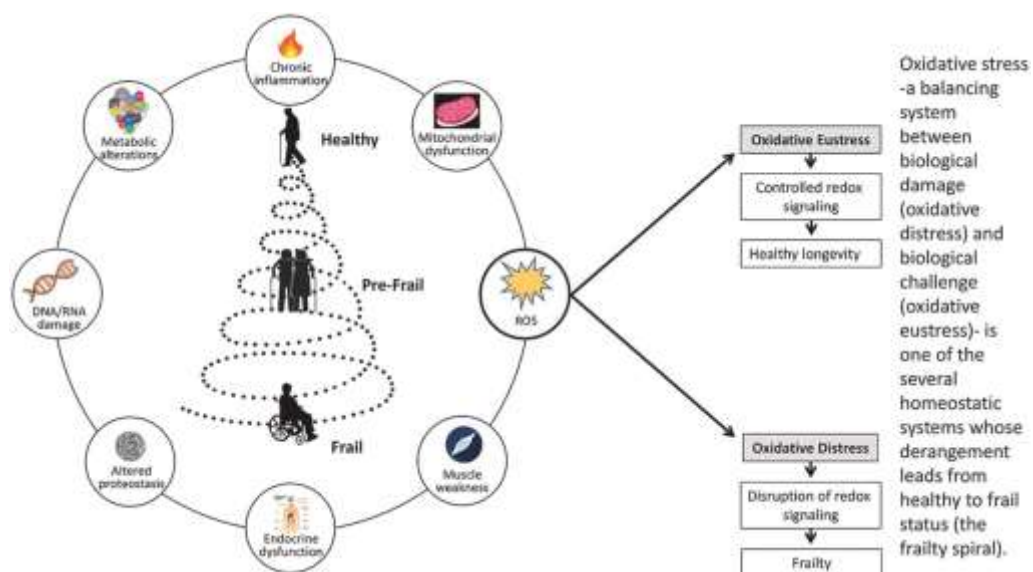 Chronic
inflammation
Metabolic
alterations
Mitochondrial
dysfunction
Healthy
DNA/RNA
damage
Pre-Frail
ROS
Altered
proteostasis
Frail
Muscle
weakness
Endocrine
dysfunction
Oxidative Eustress
Controlled redox
signaling
Healthy longevity
Oxidative Distress
Disruption of redox
signaling
Frailty
Oxidative stress
-a balancing
system
between
biological
damage
(oxidative
distress) and
biological
challenge
(oxidative
eustress)- is
one of the
several
homeostatic
systems whose
derangement
leads from
healthy to frail
status (the
frailty spiral).